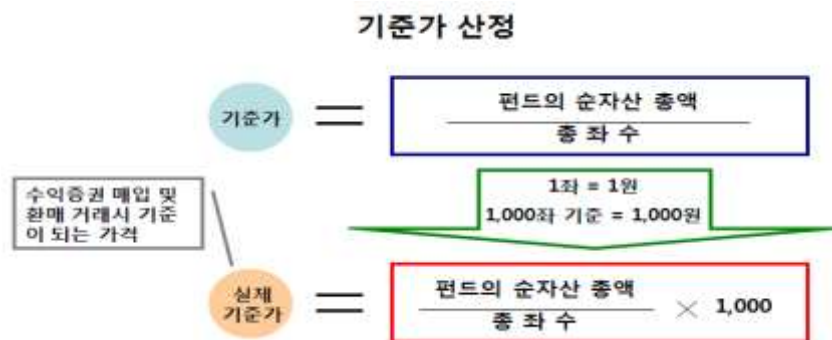 기준가 산정
기준가
=
펀드의 순자산 총액
총 좌 수
1좌 = 1원
1,000좌 기준 = 1,000원
수익증권 매입 및
환매 거래시 기준
이 되는 가격
실제
기준가
=
펀드의 순자산 총액
총 좌 수
× 1,000